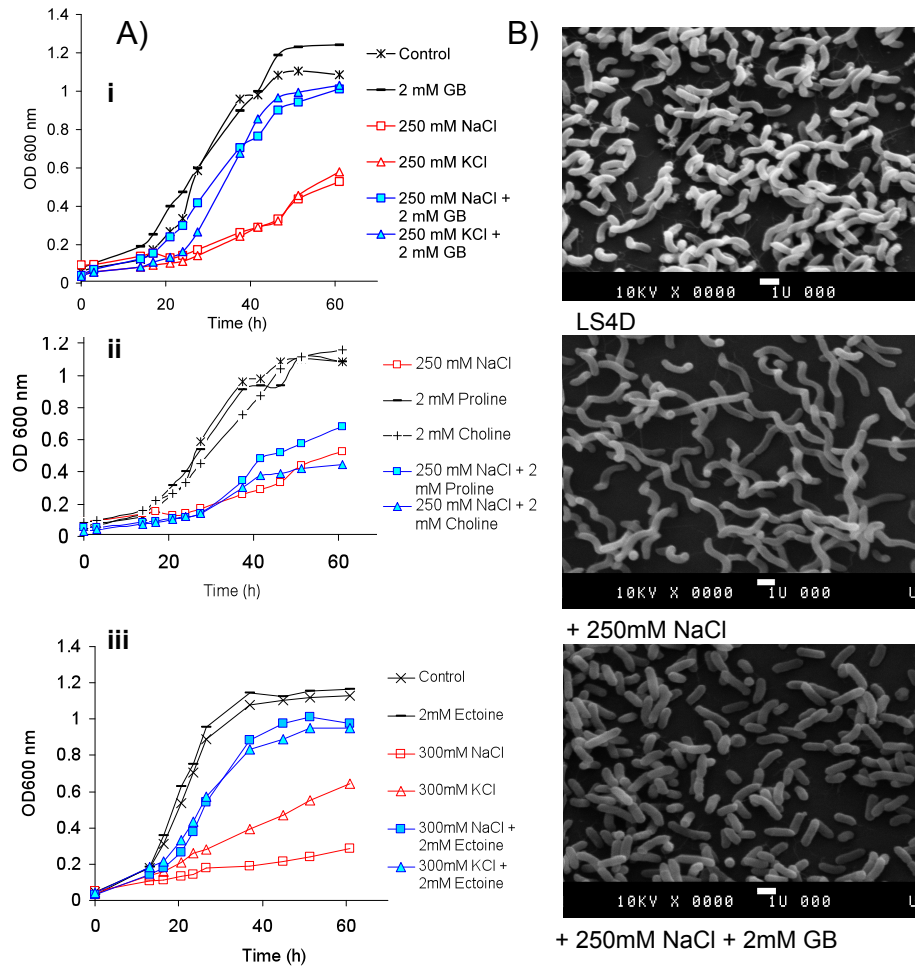 A)
i
OD 600 nm
1.4
1.2
1
0.8
0.6
0.4
0.2
0
0
20
40
60
Time (h)
Control
2 mM GB
250 mM NaCl
250 mM KCl
250 mM NaCl +
2 mM GB
250 mM KCl +
2 mM GB
ii
OD 600 nm
1.2
1
0.8
0.6
0.4
0.2
0
0
20
40
60
Time (h)
250 mM NaCl
2 mM Proline
2 mM Choline
250 mM NaCl + 2
mM Proline
250 mM NaCl + 2
mM Choline
iii
OD600 nm
1.4
1.2
1
0.8
0.6
0.4
0.2
0
0
20
40
60
Time (h)
Control
2mM Ectoine
300mM NaCl
300mM KCl
300mM NaCl +
2mM Ectoine
300mM KCl +
2mM Ectoine
B)
10KV X 0000 1U 000
LS4D
10KV X 0000 1U 000 U
+ 250mM NaCl
10KV X 0000 1U 000 U
+ 250mM NaCl + 2mM GB